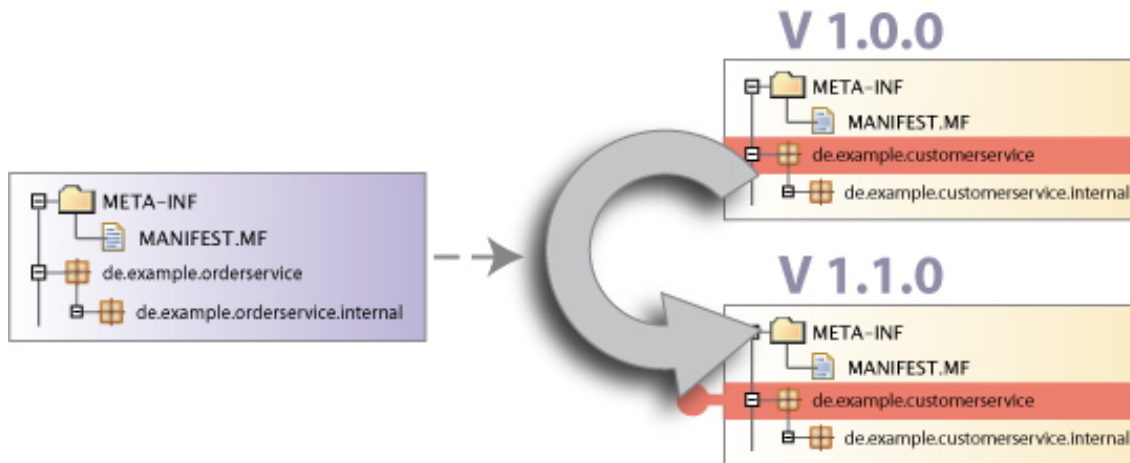 V 1.0.0
META-INF
MANIFEST.MF
de.example.customerservice
de.example.customerservice.internal
META-INF
MANIFEST.MF
de.example.orderservice
de.example.orderservice.internal
V 1.1.0
META-INF
MANIFEST.MF
de.example.customerservice
de.example.customerservice.internal